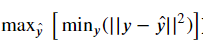 max_ŷ [ min_y(||y − ŷ||²)]